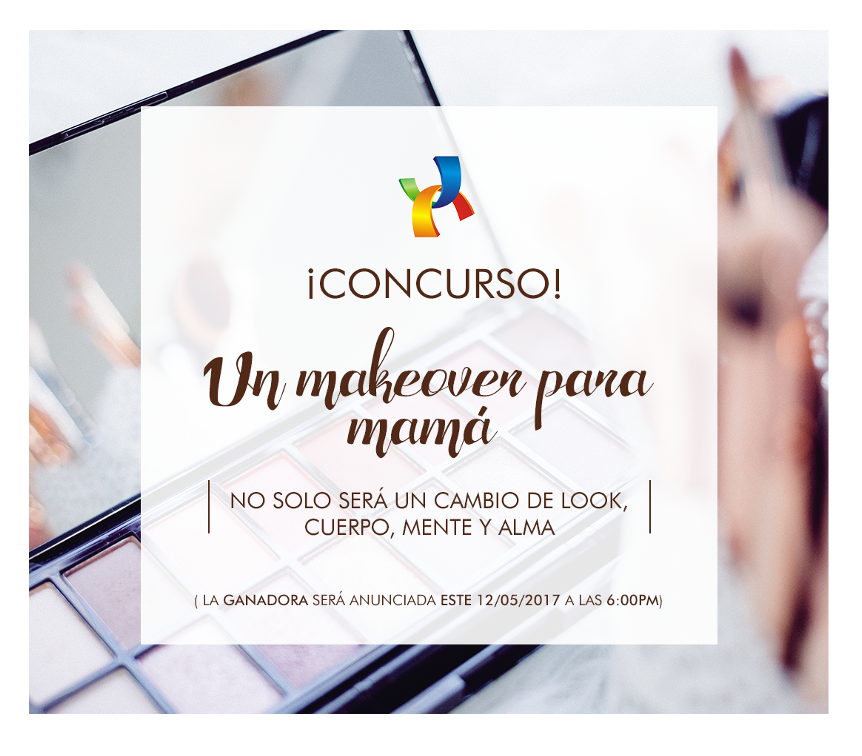 ¡CONCURSO!
Un makeover para
mamá
NO SOLO SERÁ UN CAMBIO DE LOOK,
CUERPO, MENTE Y ALMA
( LA GANADORA SERÁ ANUNCIADA ESTE 12/05/2017 A LAS 6:00PM)